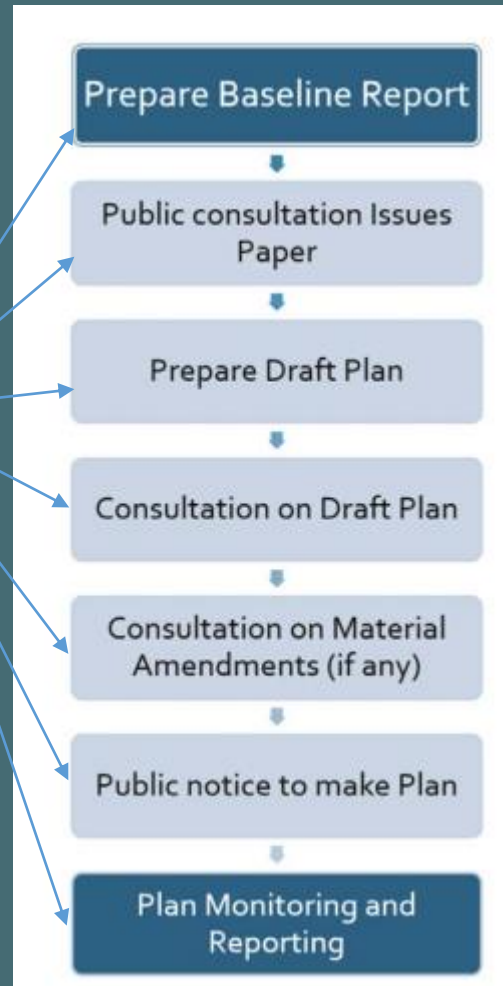 Prepare Baseline Report
Public consultation Issues
Paper
Prepare Draft Plan
Consultation on Draft Plan
Consultation on Material
Amendments (if any)
Public notice to make Plan
Plan Monitoring and
Reporting